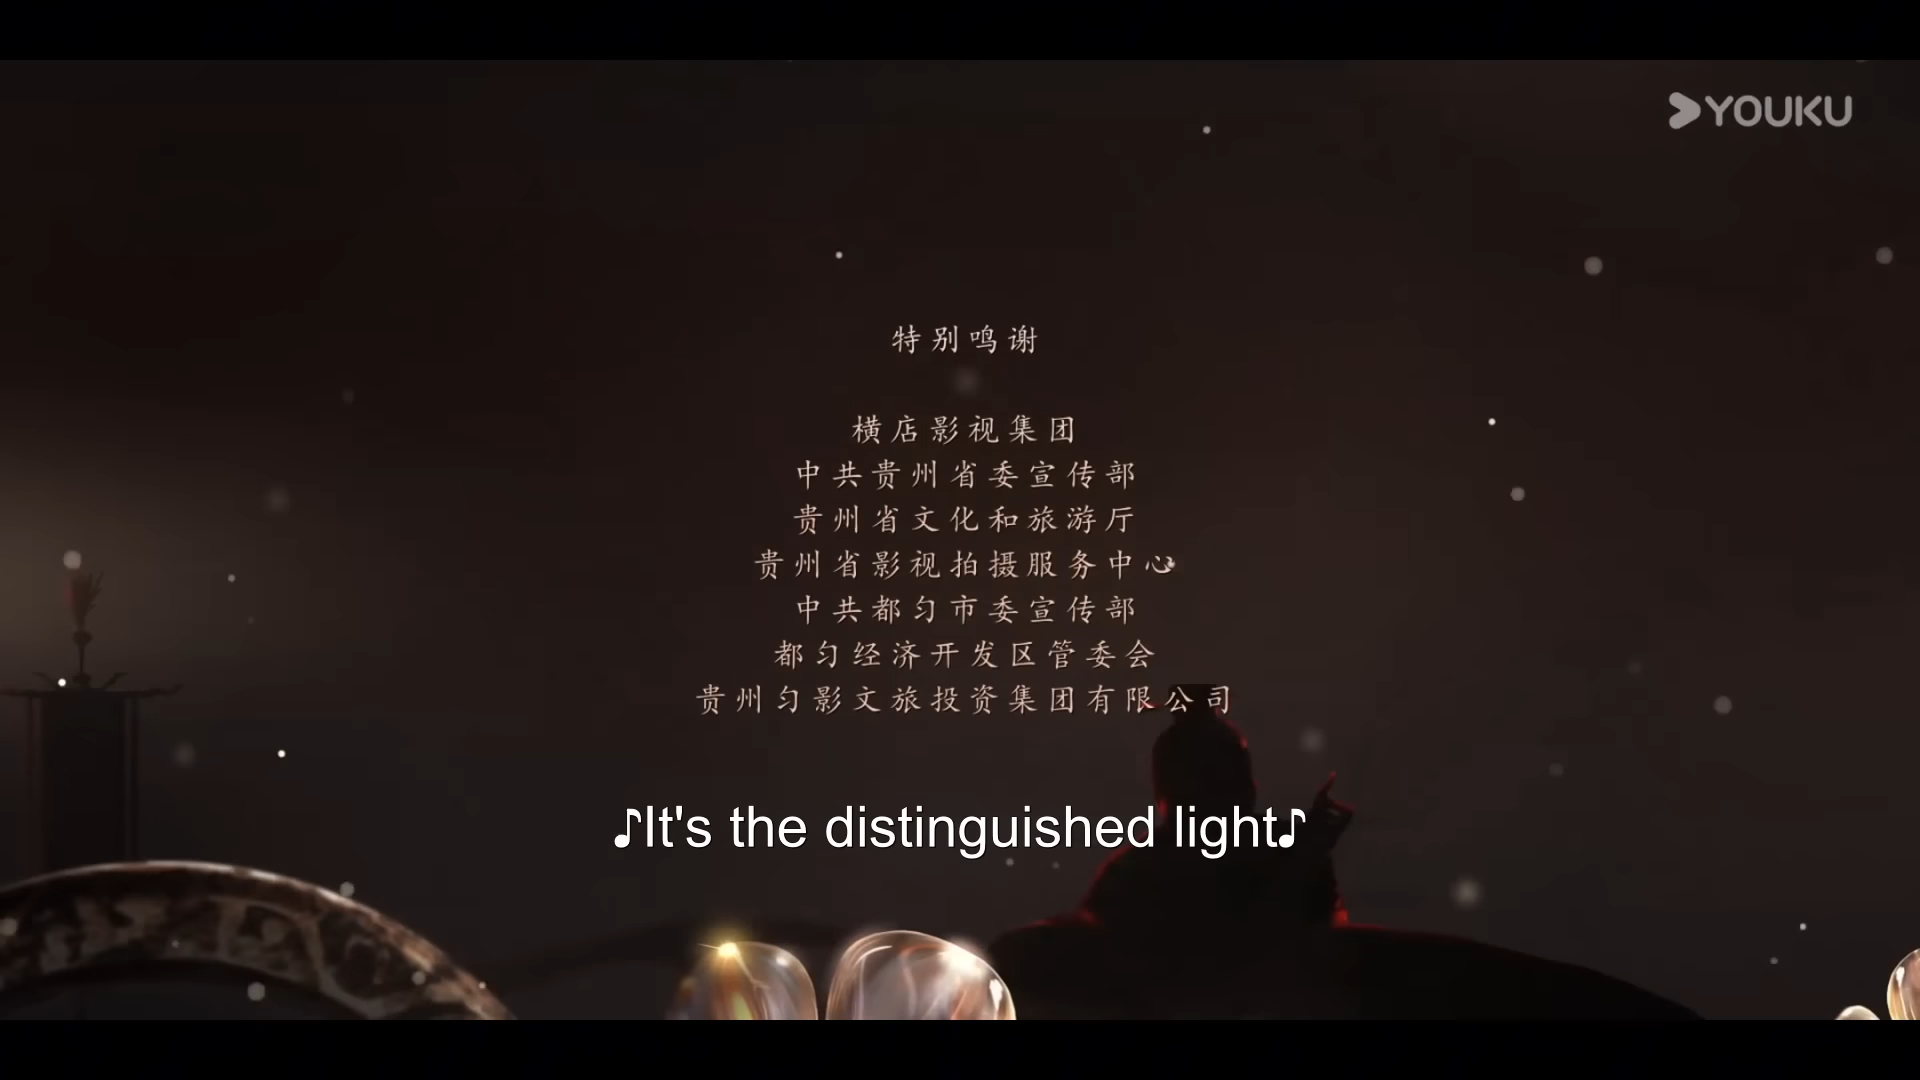 YOUKU
特别鸣谢
横店影视集团
中共贵州省委宣传部
贵州省文化和旅游厅
贵州省影视拍摄服务中心
中共都匀市委宣传部
都匀经济开发区管委会
贵州匀影文旅投资集团有限公司
♪It's the distinguished light♪